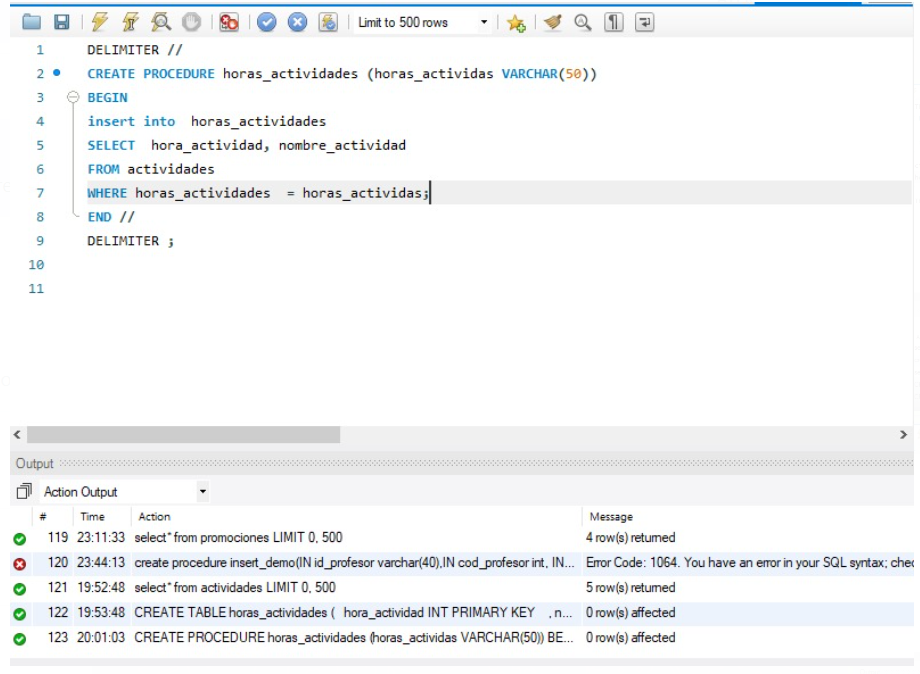 Limit to 500 rows
1 DELIMITER //
2 CREATE PROCEDURE horas_actividades (horas_actividas VARCHAR(50))
3 BEGIN
4 insert into  horas_actividades
5 SELECT  hora_actividad, nombre_actividad
6 FROM actividades
7 WHERE horas_actividades  = horas_actividas;
8 END //
9 DELIMITER ;
10
11
Output
Action Output
# Time Action Message
119 23:11:33 select* from promociones LIMIT 0, 500 4 row(s) returned
120 23:44:13 create procedure insert_demo(IN id_profesor varchar(40),IN cod_profesor int, IN... Error Code: 1064. You have an error in your SQL syntax; chec
121 19:52:48 select* from actividades LIMIT 0, 500 5 row(s) returned
122 19:53:48 CREATE TABLE horas_actividades (   hora_actividad INT PRIMARY KEY    , n... 0 row(s) affected
123 20:01:03 CREATE PROCEDURE horas_actividades (horas_actividas VARCHAR(50)) BE... 0 row(s) affected